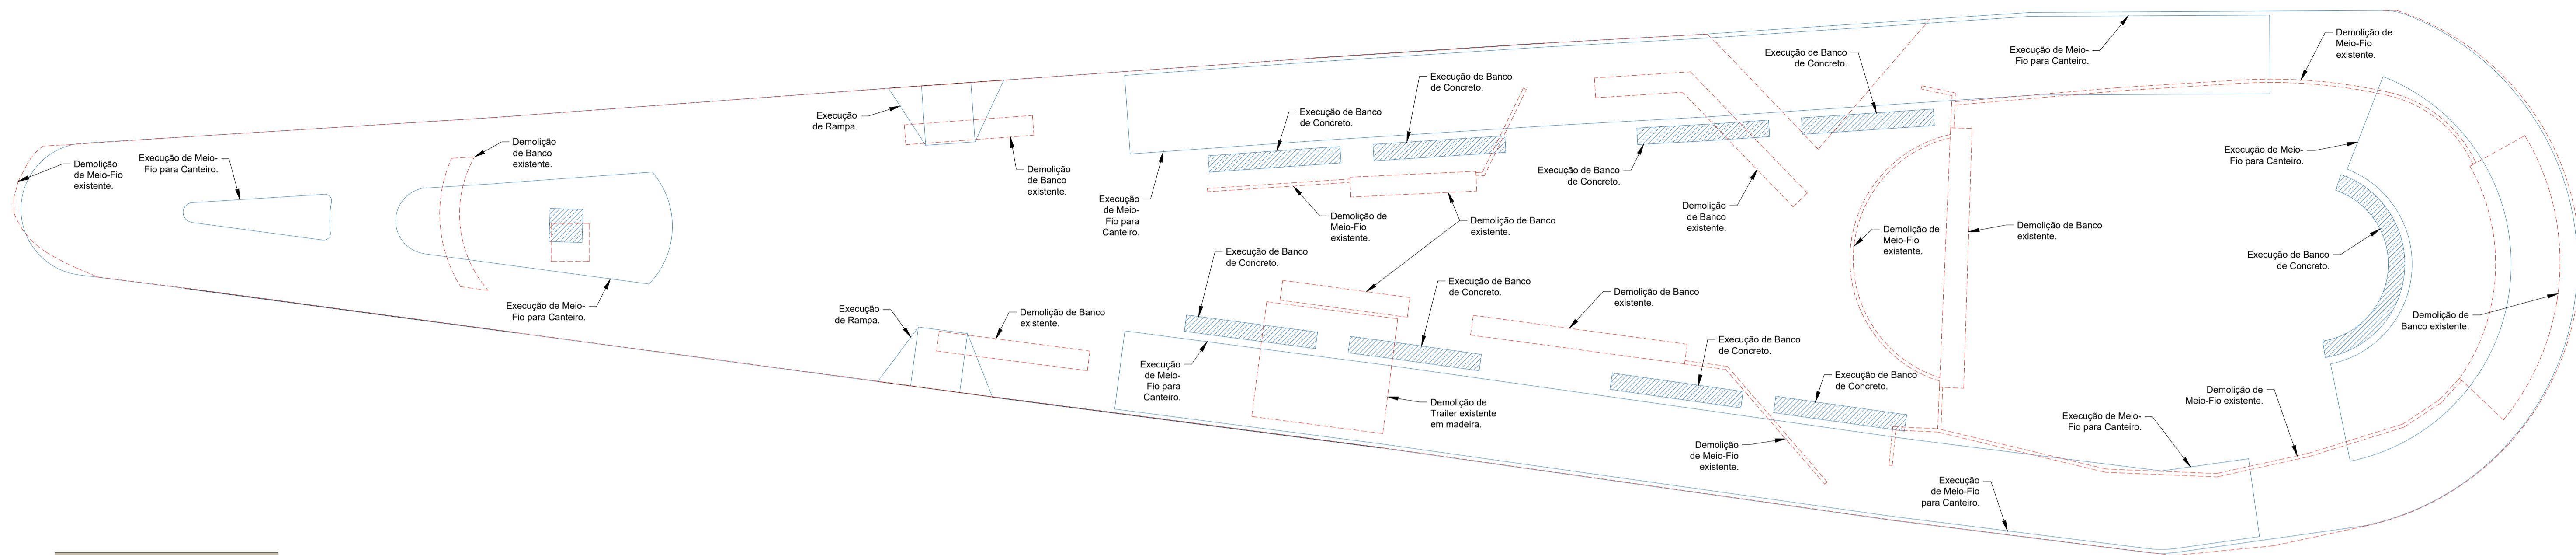 Demolição
de Meio-Fio
existente.
Execução de Meio-
Fio para Canteiro.
Demolição
de Banco
existente.
Execução de Meio-
Fio para Canteiro.
Execução
de Rampa.
Demolição
de Banco
existente.
Execução
de Rampa.
Demolição de Banco
existente.
Execução
de Meio-
Fio para
Canteiro.
Execução de Banco
de Concreto.
Execução de Banco
de Concreto.
Demolição de
Meio-Fio
existente.
Demolição de Banco
existente.
Execução de Banco
de Concreto.
Execução de Banco
de Concreto.
Execução
de Meio-
Fio para
Canteiro.
Demolição de
Trailer existente
em madeira.
Demolição de Banco
existente.
Execução de Banco
de Concreto.
Execução de Banco
de Concreto.
Demolição
de Banco
existente.
Execução de Banco
de Concreto.
Execução de Banco
de Concreto.
Demolição
de Meio-Fio
existente.
Demolição de
Meio-Fio
existente.
Demolição de Banco
existente.
Execução de Meio-
Fio para Canteiro.
Demolição de
Meio-Fio
existente.
Execução de Meio-
Fio para Canteiro.
Execução de Banco
de Concreto.
Demolição de
Banco existente.
Demolição de
Meio-Fio existente.
Execução de Meio-
Fio para Canteiro.
Execução
de Meio-Fio
para Canteiro.